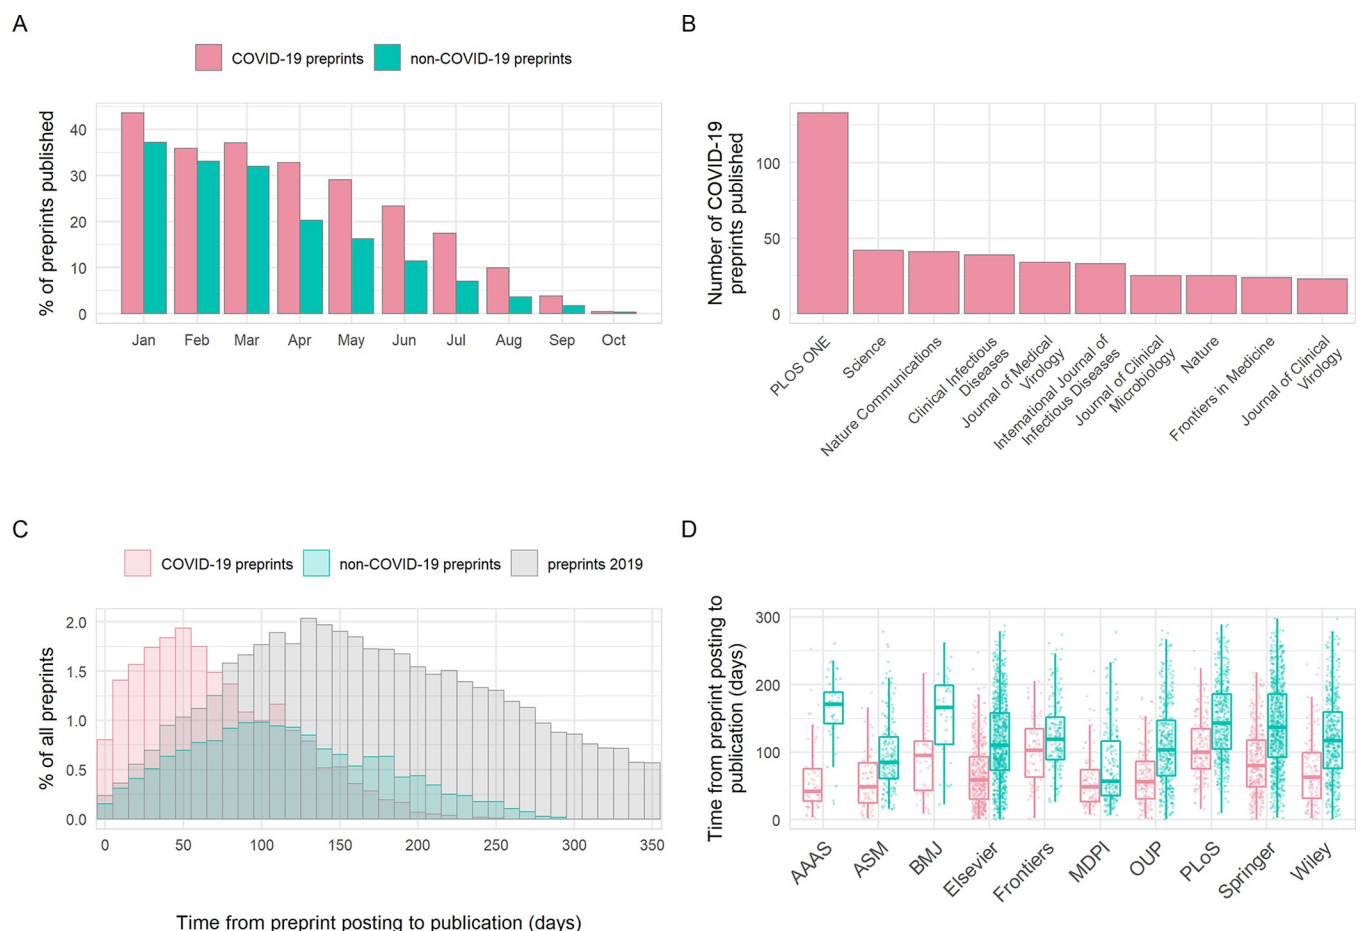 A
COVID-19 preprints
non-COVID-19 preprints
% of preprints published
40
30
20
10
0
Jan
Feb
Mar
Apr
May
Jun
Jul
Aug
Sep
Oct
B
Number of COVID-19
preprints published
100
50
0
PLOS ONE
Science
Nature Communications
Clinical Infectious
Diseases
Journal of Medical
Virology
International Journal of
Infectious Diseases
Journal of Clinical
Microbiology
Nature
Frontiers in Medicine
Journal of Clinical
Virology
C
COVID-19 preprints
non-COVID-19 preprints
preprints 2019
% of all preprints
2.0
1.5
1.0
0.5
0.0
0
50
100
150
200
250
300
350
Time from preprint posting to publication (days)
D
Time from preprint posting to
publication (days)
300
200
100
0
AAAS
ASM
BMJ
Elsevier
Frontiers
MDPI
OUP
PLoS
Springer
Wiley